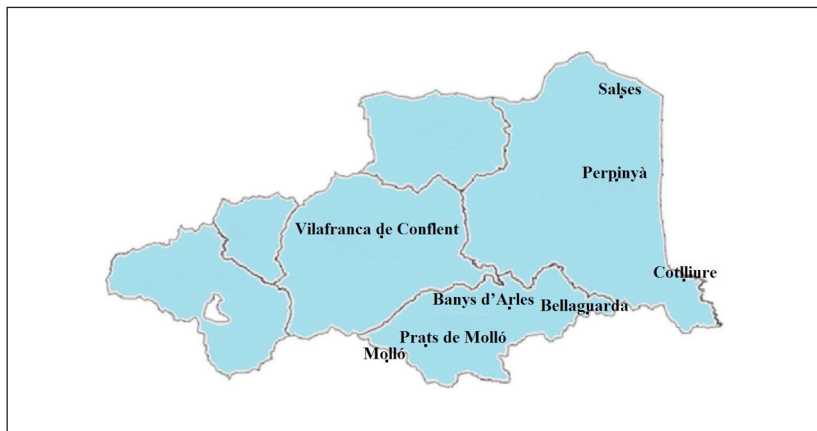 Salses
Perpinyà
Vilafranca de Conflent
Cotlliure
Banys d’Arles
Bellaguarda
Prats de Molló
Molló